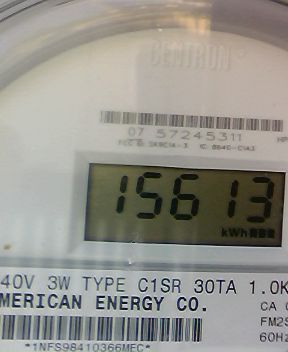 CENTRON®
07 57245311
15613
kWh
40V 3W TYPE C1SR 30TA 1.0K
MERICAN ENERGY CO. CA
FM2S
60HZ
*1NFS98410366MEC*